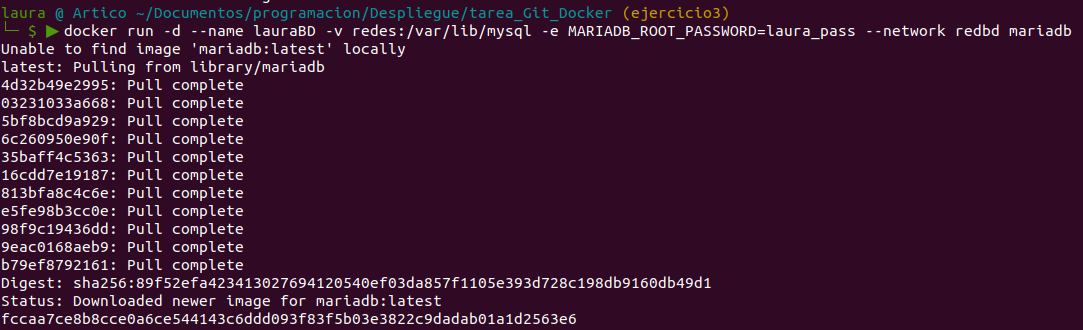 laura @ Artico ~/Documentos/programacion/Despliegue/tarea_Git_Docker (ejercicio3)
└─ $ ▶ docker run -d --name lauraBD -v redes:/var/lib/mysql -e MARIADB_ROOT_PASSWORD=laura_pass --network redbd mariadb
Unable to find image 'mariadb:latest' locally
latest: Pulling from library/mariadb
4d32b49e2995: Pull complete
03231033a668: Pull complete
5bf8bcd9a929: Pull complete
6c260950e90f: Pull complete
35baff4c5363: Pull complete
16cdd7e19187: Pull complete
813bfa8c4c6e: Pull complete
e5fe98b3cc0e: Pull complete
98f9c19436dd: Pull complete
9eac0168aeb9: Pull complete
b79ef8792161: Pull complete
Digest: sha256:89f52efa423413027694120540ef03da857f1105e393d728c198db9160db49d1
Status: Downloaded newer image for mariadb:latest
fccaa7ce8b8cce0a6ce544143c6ddd093f83f5b03e3822c9dadab01a1d2563e6